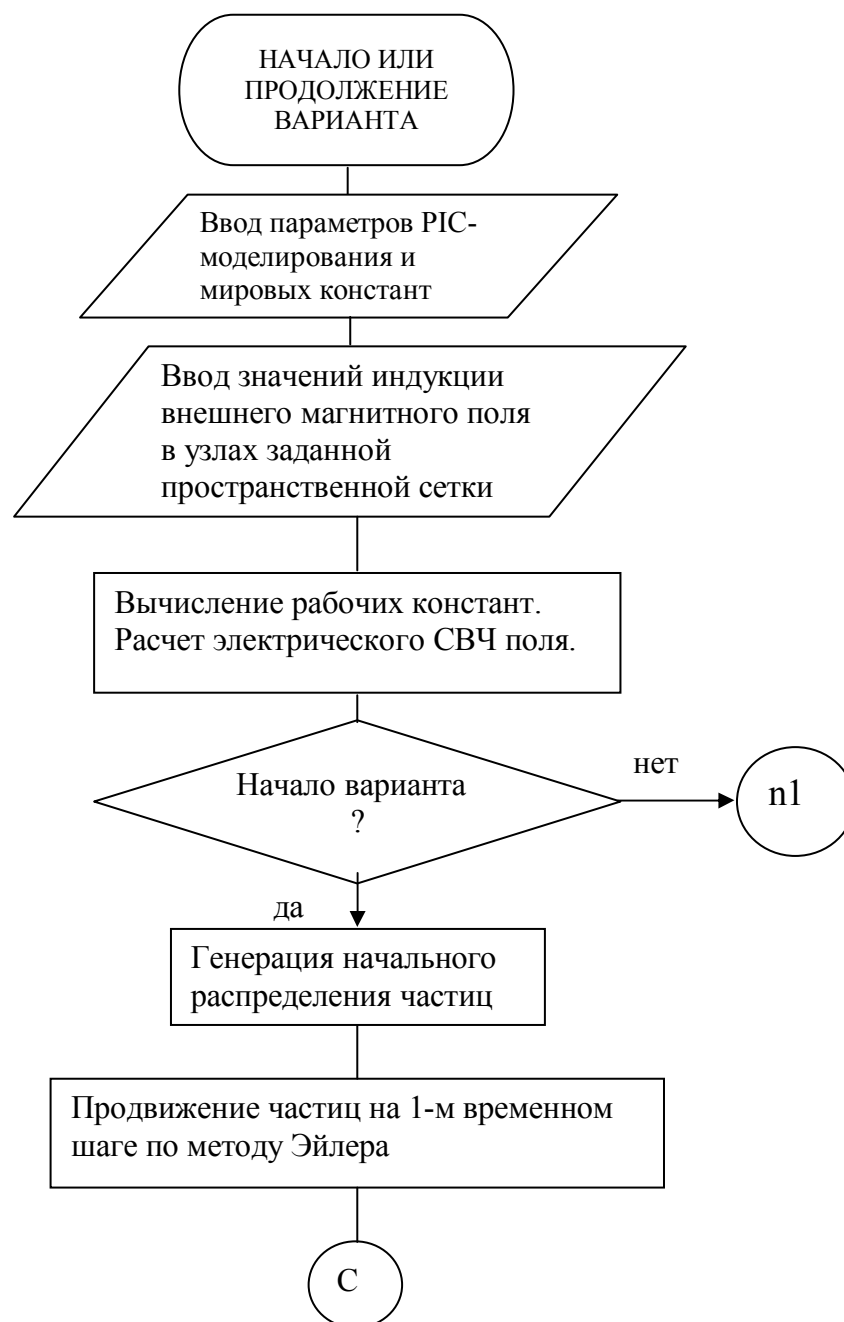 НАЧАЛО ИЛИ
ПРОДОЛЖЕНИЕ
ВАРИАНТА
Ввод параметров PIC-
моделирования и
мировых констант
Ввод значений индукции
внешнего магнитного поля
в узлах заданной
пространственной сетки
Вычисление рабочих констант.
Расчет электрического СВЧ поля.
Начало варианта
?
нет
n1
да
Генерация начального
распределения частиц
Продвижение частиц на 1-м временном
шаге по методу Эйлера
С